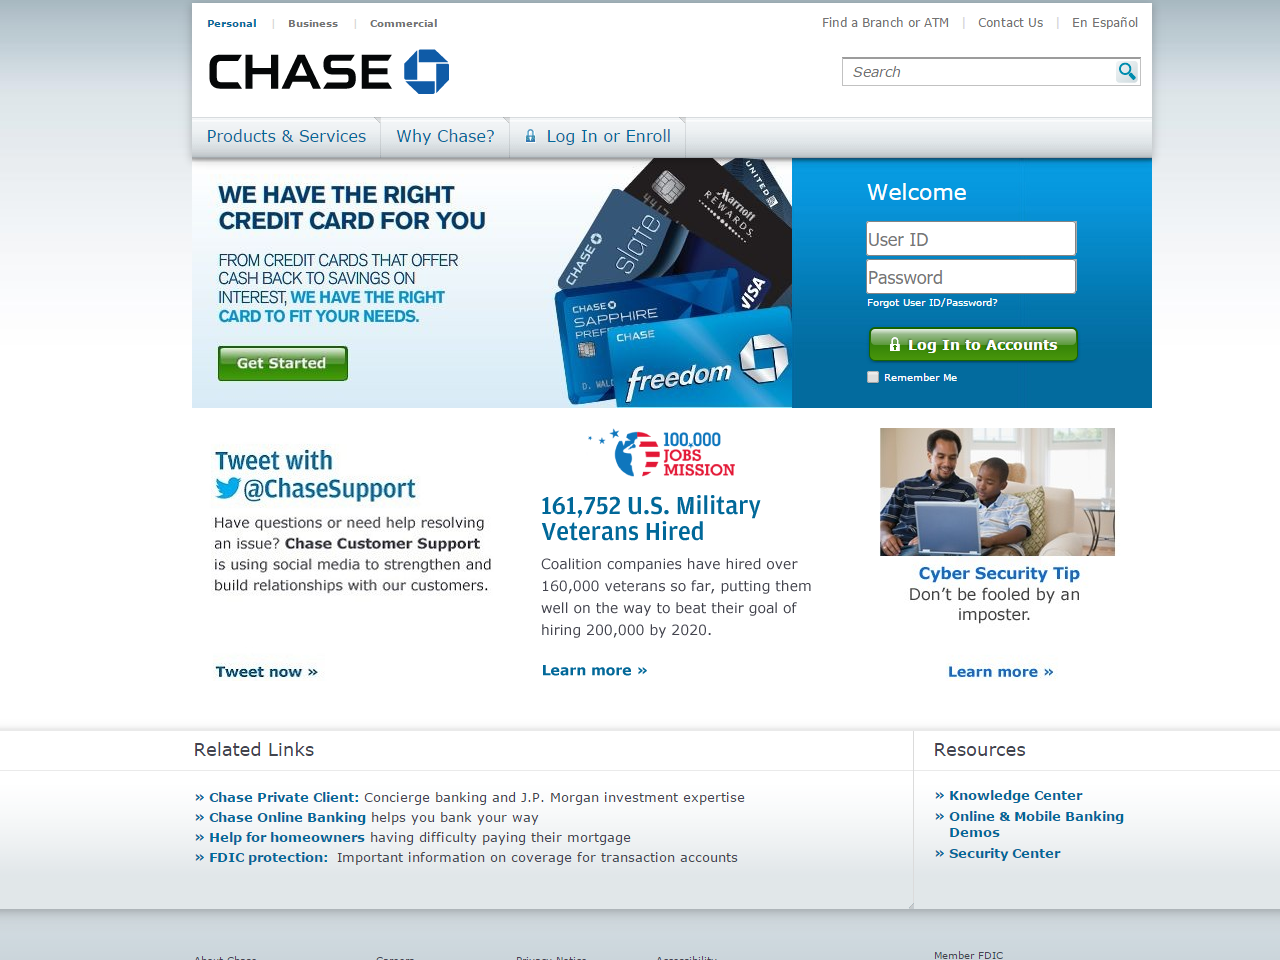 Personal | Business | Commercial
Find a Branch or ATM | Contact Us | En Español
CHASE
Search
Products & Services
Why Chase?
Log In or Enroll
WE HAVE THE RIGHT
CREDIT CARD FOR YOU
FROM CREDIT CARDS THAT OFFER
CASH BACK TO SAVINGS ON
INTEREST, WE HAVE THE RIGHT
CARD TO FIT YOUR NEEDS.
Get Started
UNITED
Marriott
REWARDS.
4417
CHASE
slate
VISA
CHASE
SAPPHIRE
CHASE
freedom
Welcome
User ID
Password
Forgot User ID/Password?
Log In to Accounts
Remember Me
Tweet with
@ChaseSupport
Have questions or need help resolving
an issue? Chase Customer Support
is using social media to strengthen and
build relationships with our customers.
Tweet now »
100,000
JOBS
MISSION
161,752 U.S. Military
Veterans Hired
Coalition companies have hired over
160,000 veterans so far, putting them
well on the way to beat their goal of
hiring 200,000 by 2020.
Learn more »
Cyber Security Tip
Don't be fooled by an
imposter.
Learn more »
Related Links
» Chase Private Client: Concierge banking and J.P. Morgan investment expertise
» Chase Online Banking helps you bank your way
» Help for homeowners having difficulty paying their mortgage
» FDIC protection: Important information on coverage for transaction accounts
Resources
» Knowledge Center
» Online & Mobile Banking
Demos
» Security Center
About Chase
Careers
Privacy Notice
Accessibility
Member FDIC